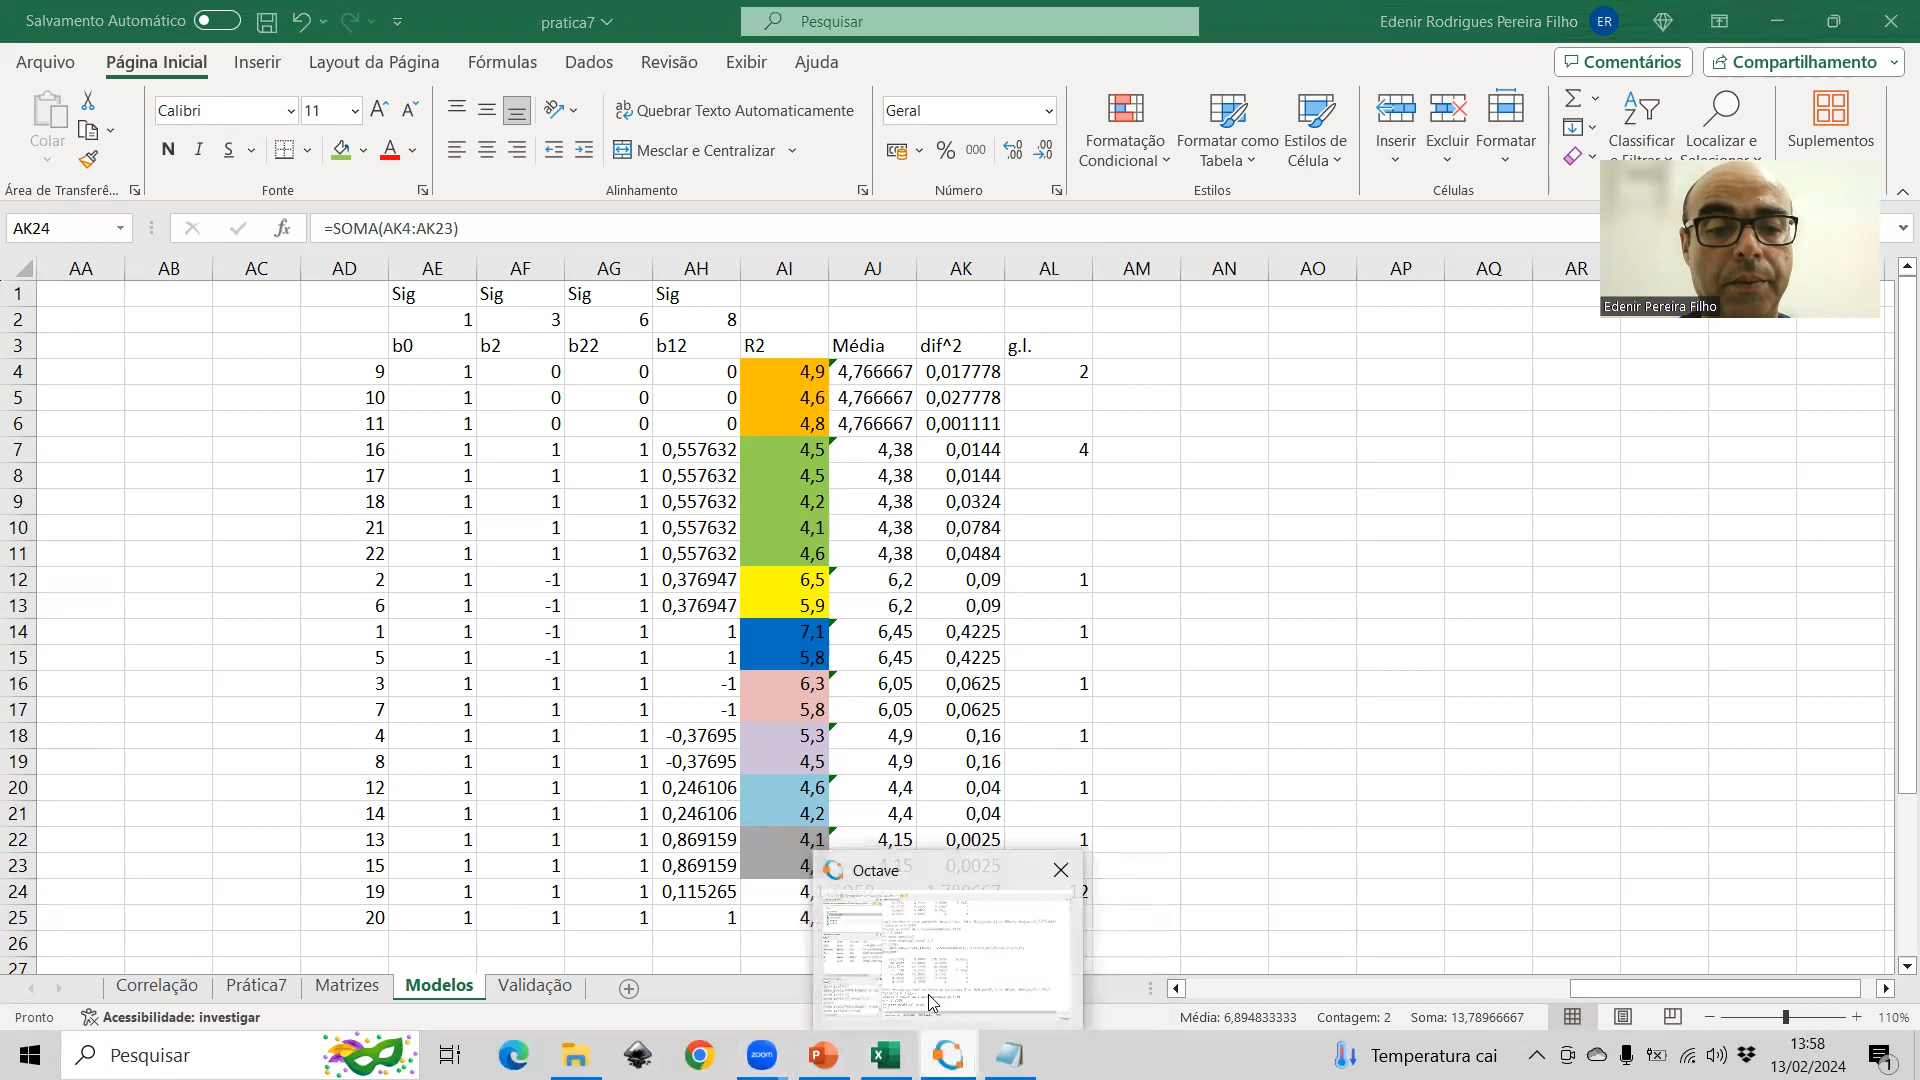 Salvamento Automático
pratica7
Pesquisar
Edenir Rodrigues Pereira Filho
ER
Arquivo Página Inicial Inserir Layout da Página Fórmulas Dados Revisão Exibir Ajuda
Comentários
Compartilhamento
Colar
Calibri 11
N I S
Quebrar Texto Automaticamente
Mesclar e Centralizar
Geral
% 000
Formatação Condicional
Formatar como Tabela
Estilos de Célula
Inserir Excluir Formatar
Classificar
Localizar e
Suplementos
Área de Transferê... Fonte Alinhamento Número Estilos Células
AK24
fx
=SOMA(AK4:AK23)
Edenir Pereira Filho
AA AB AC AD AE AF AG AH AI AJ AK AL AM AN AO AP AQ AR
1 Sig Sig Sig Sig
2 1 3 6 8
3 b0 b2 b22 b12 R2 Média dif^2 g.l.
4 9 1 0 0 0 4,9 4,766667 0,017778 2
5 10 1 0 0 0 4,6 4,766667 0,027778
6 11 1 0 0 0 4,8 4,766667 0,001111
7 16 1 1 1 0,557632 4,5 4,38 0,0144 4
8 17 1 1 1 0,557632 4,5 4,38 0,0144
9 18 1 1 1 0,557632 4,2 4,38 0,0324
10 21 1 1 1 0,557632 4,1 4,38 0,0784
11 22 1 1 1 0,557632 4,6 4,38 0,0484
12 2 1 -1 1 0,376947 6,5 6,2 0,09 1
13 6 1 -1 1 0,376947 5,9 6,2 0,09
14 1 1 -1 1 1 7,1 6,45 0,4225 1
15 5 1 -1 1 1 5,8 6,45 0,4225
16 3 1 1 1 -1 6,3 6,05 0,0625 1
17 7 1 1 1 -1 5,8 6,05 0,0625
18 4 1 1 1 -0,37695 5,3 4,9 0,16 1
19 8 1 1 1 -0,37695 4,5 4,9 0,16
20 12 1 1 1 0,246106 4,6 4,4 0,04 1
21 14 1 1 1 0,246106 4,2 4,4 0,04
22 13 1 1 1 0,869159 4,1 4,15 0,0025 1
23 15 1 1 1 0,869159 4, 0,0025
24 19 1 1 1 0,115265 4,
25 20 1 1 1 1 4,
26
27
Octave
Correlação Prática7 Matrizes Modelos Validação
Pronto
Acessibilidade: investigar
Média: 6,894833333 Contagem: 2 Soma: 13,78966667
110%
Pesquisar
zoom
Temperatura cai
13:58
13/02/2024
1